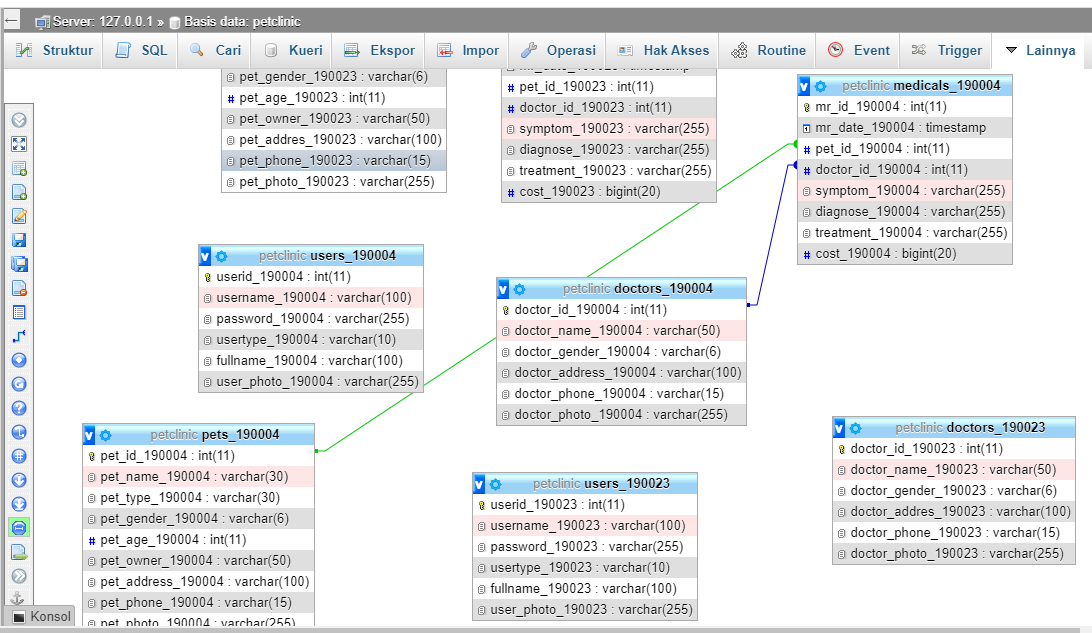 Server: 127.0.0.1 » Basis data: petclinic
Struktur SQL Cari Kueri Ekspor Impor Operasi Hak Akses Routine Event Trigger Lainnya
pet_gender_190023 : varchar(6)
pet_age_190023 : int(11)
pet_owner_190023 : varchar(50)
pet_addres_190023 : varchar(100)
pet_phone_190023 : varchar(15)
pet_photo_190023 : varchar(255)
mr_date_190023 : timestamp
pet_id_190023 : int(11)
doctor_id_190023 : int(11)
symptom_190023 : varchar(255)
diagnose_190023 : varchar(255)
treatment_190023 : varchar(255)
cost_190023 : bigint(20)
petclinic medicals_190004
mr_id_190004 : int(11)
mr_date_190004 : timestamp
pet_id_190004 : int(11)
doctor_id_190004 : int(11)
symptom_190004 : varchar(255)
diagnose_190004 : varchar(255)
treatment_190004 : varchar(255)
cost_190004 : bigint(20)
petclinic users_190004
userid_190004 : int(11)
username_190004 : varchar(100)
password_190004 : varchar(255)
usertype_190004 : varchar(10)
fullname_190004 : varchar(100)
user_photo_190004 : varchar(255)
petclinic doctors_190004
doctor_id_190004 : int(11)
doctor_name_190004 : varchar(50)
doctor_gender_190004 : varchar(6)
doctor_address_190004 : varchar(100)
doctor_phone_190004 : varchar(15)
doctor_photo_190004 : varchar(255)
petclinic pets_190004
pet_id_190004 : int(11)
pet_name_190004 : varchar(30)
pet_type_190004 : varchar(30)
pet_gender_190004 : varchar(6)
pet_age_190004 : int(11)
pet_owner_190004 : varchar(50)
pet_address_190004 : varchar(100)
pet_phone_190004 : varchar(15)
pet_photo_190004 : varchar(255)
petclinic users_190023
userid_190023 : int(11)
username_190023 : varchar(100)
password_190023 : varchar(255)
usertype_190023 : varchar(10)
fullname_190023 : varchar(100)
user_photo_190023 : varchar(255)
petclinic doctors_190023
doctor_id_190023 : int(11)
doctor_name_190023 : varchar(50)
doctor_gender_190023 : varchar(6)
doctor_addres_190023 : varchar(100)
doctor_phone_190023 : varchar(15)
doctor_photo_190023 : varchar(255)
Konsol